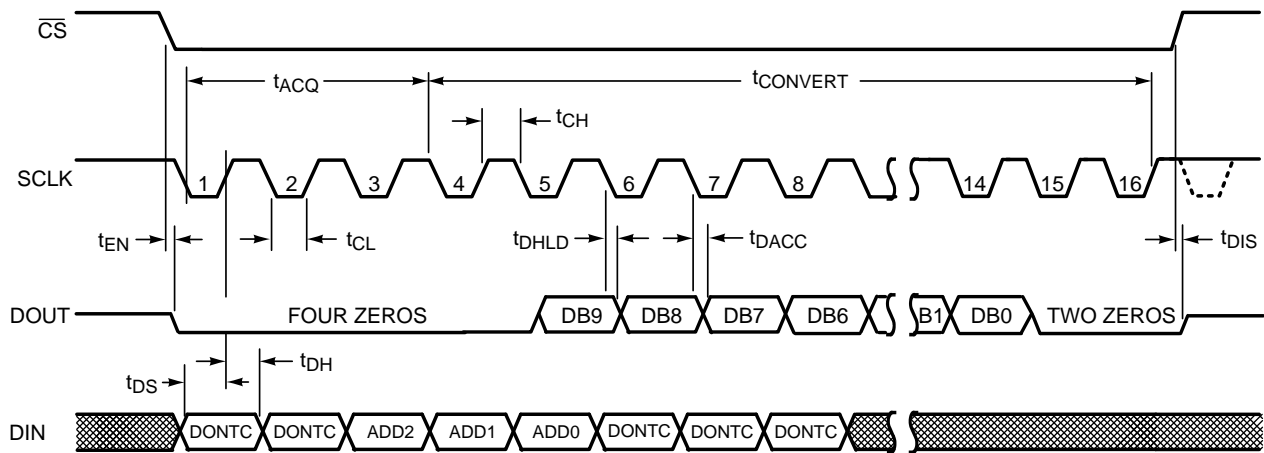 CS
tACQ
tCONVERT
tCH
SCLK
1 2 3 4 5 6 7 8 14 15 16
tEN
tCL
tDHLD
tDACC
tDIS
DOUT
FOUR ZEROS
DB9 DB8 DB7 DB6 B1 DB0 TWO ZEROS
tDH
tDS
DIN
DONTC DONTC ADD2 ADD1 ADD0 DONTC DONTC DONTC